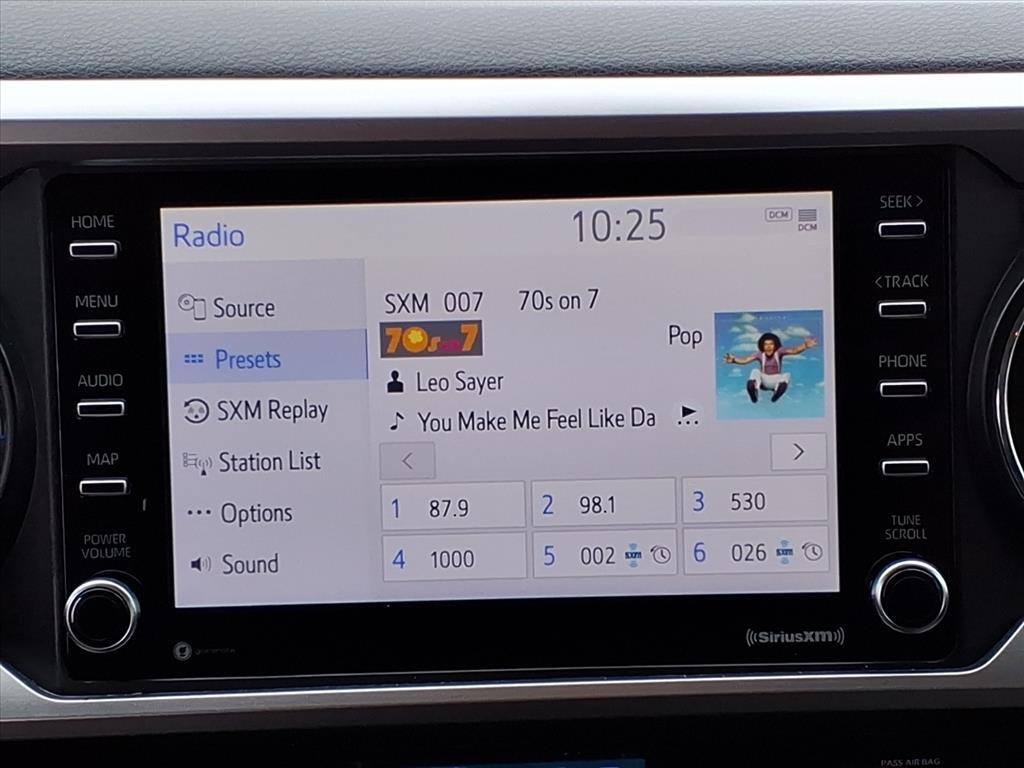 HOME
MENU
AUDIO
MAP
POWER
VOLUME
Radio
10:25
DCM
DCM
Source
Presets
SXM Replay
Station List
Options
Sound
SXM 007 70s on 7
70s on 7
Pop
Leo Sayer
You Make Me Feel Like Da
1 87.9
2 98.1
3 530
4 1000
5 002 sxm
6 026 sxm
SEEK >
< TRACK
PHONE
APPS
TUNE
SCROLL
gracenote
SiriusXM
PASS AIR BAG